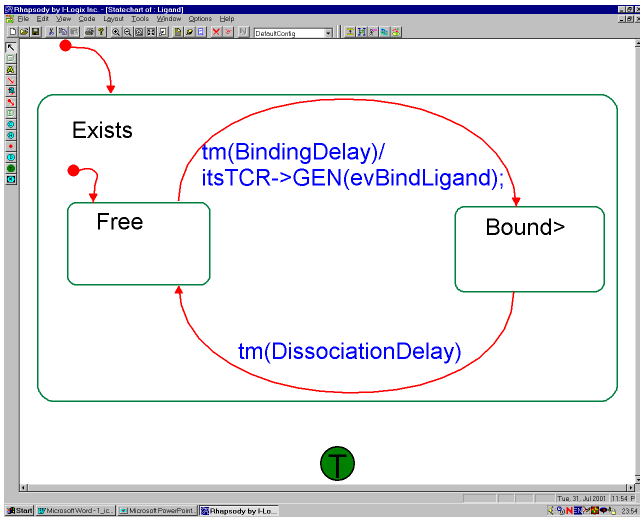 Rhapsody by I-Logix Inc. - [Statechart of : Ligand]
File Edit View Code Layout Tools Window Options Help
DefaultConfig
Exists
tm(BindingDelay)/
itsTCR->GEN(evBindLigand);
Free
Bound>
tm(DissociationDelay)
T
Tue, 31, Jul 2001 11:54 P
Start Microsoft Word - 1_ic... Microsoft PowerPoint... Rhapsody by I-Lo... 23:54